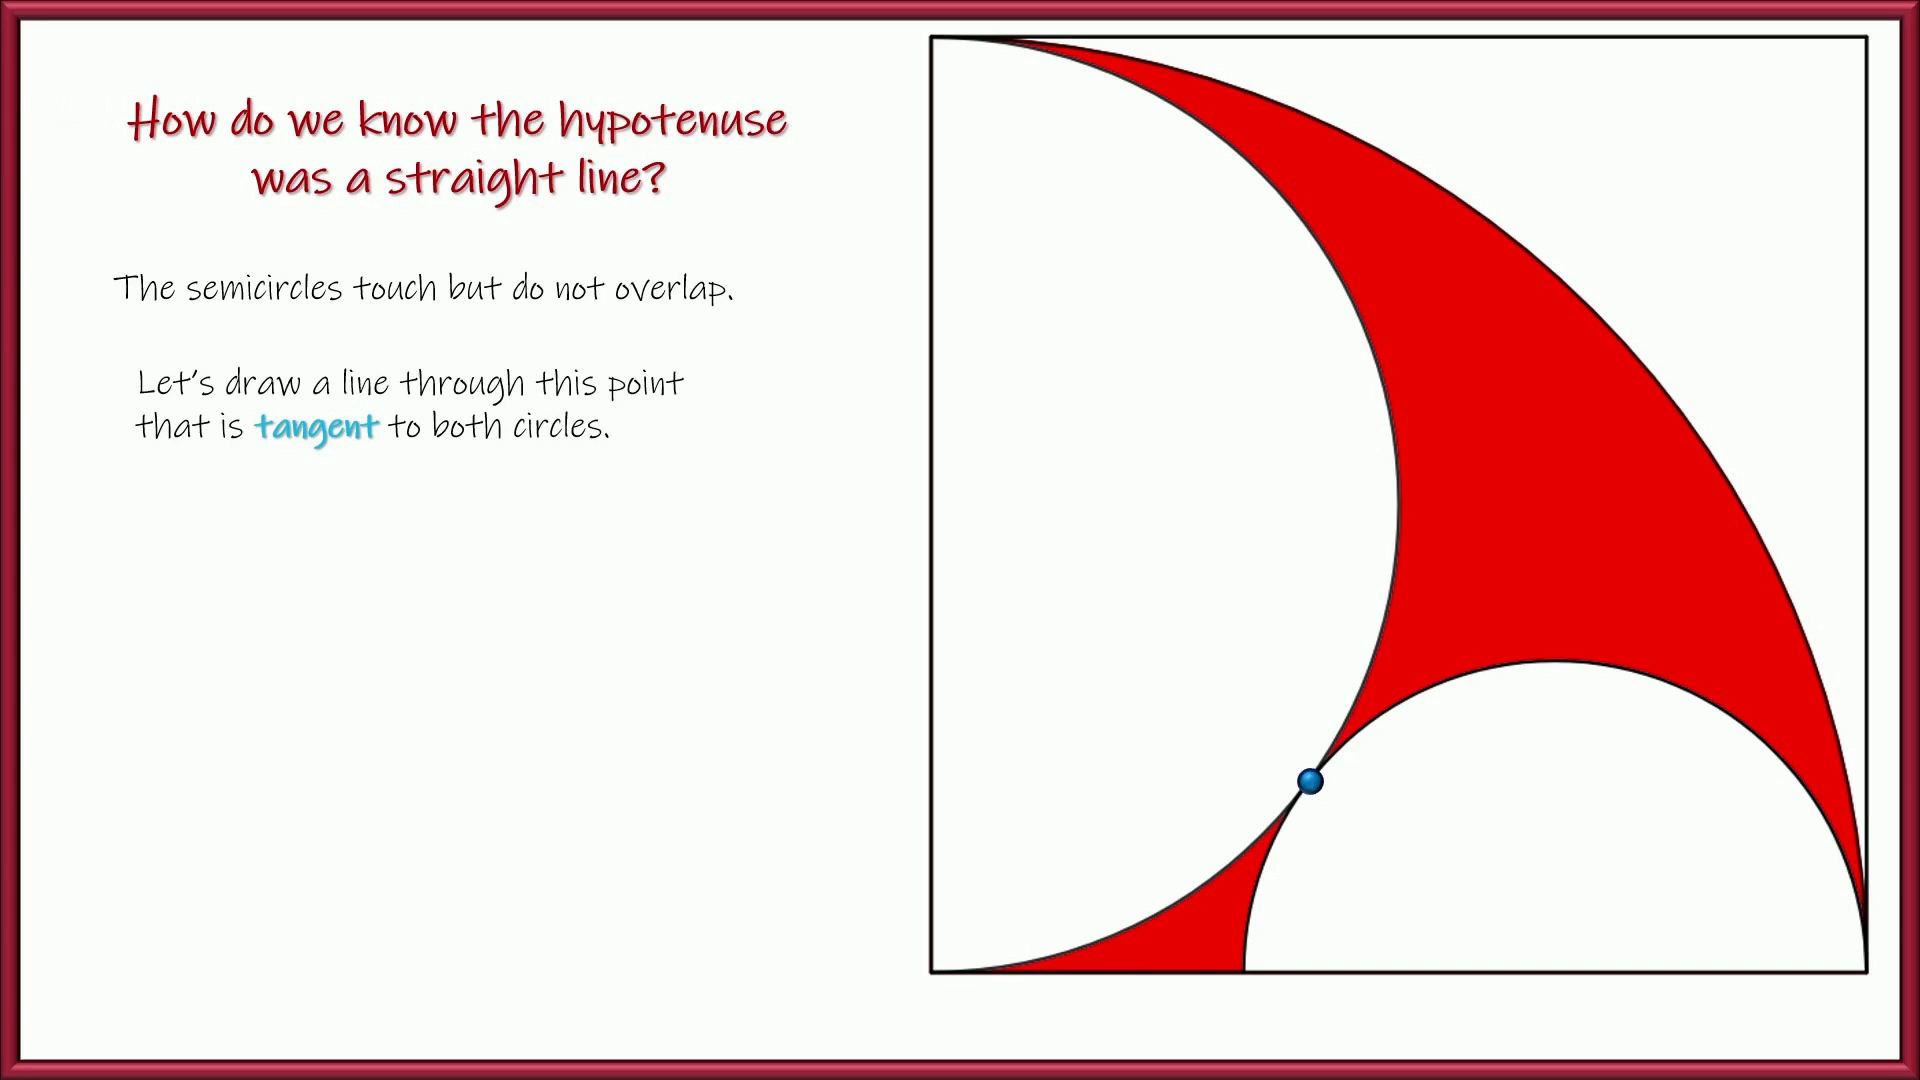 How do we know the hypotenuse
was a straight line?
The semicircles touch but do not overlap.
Let's draw a line through this point
that is tangent to both circles.